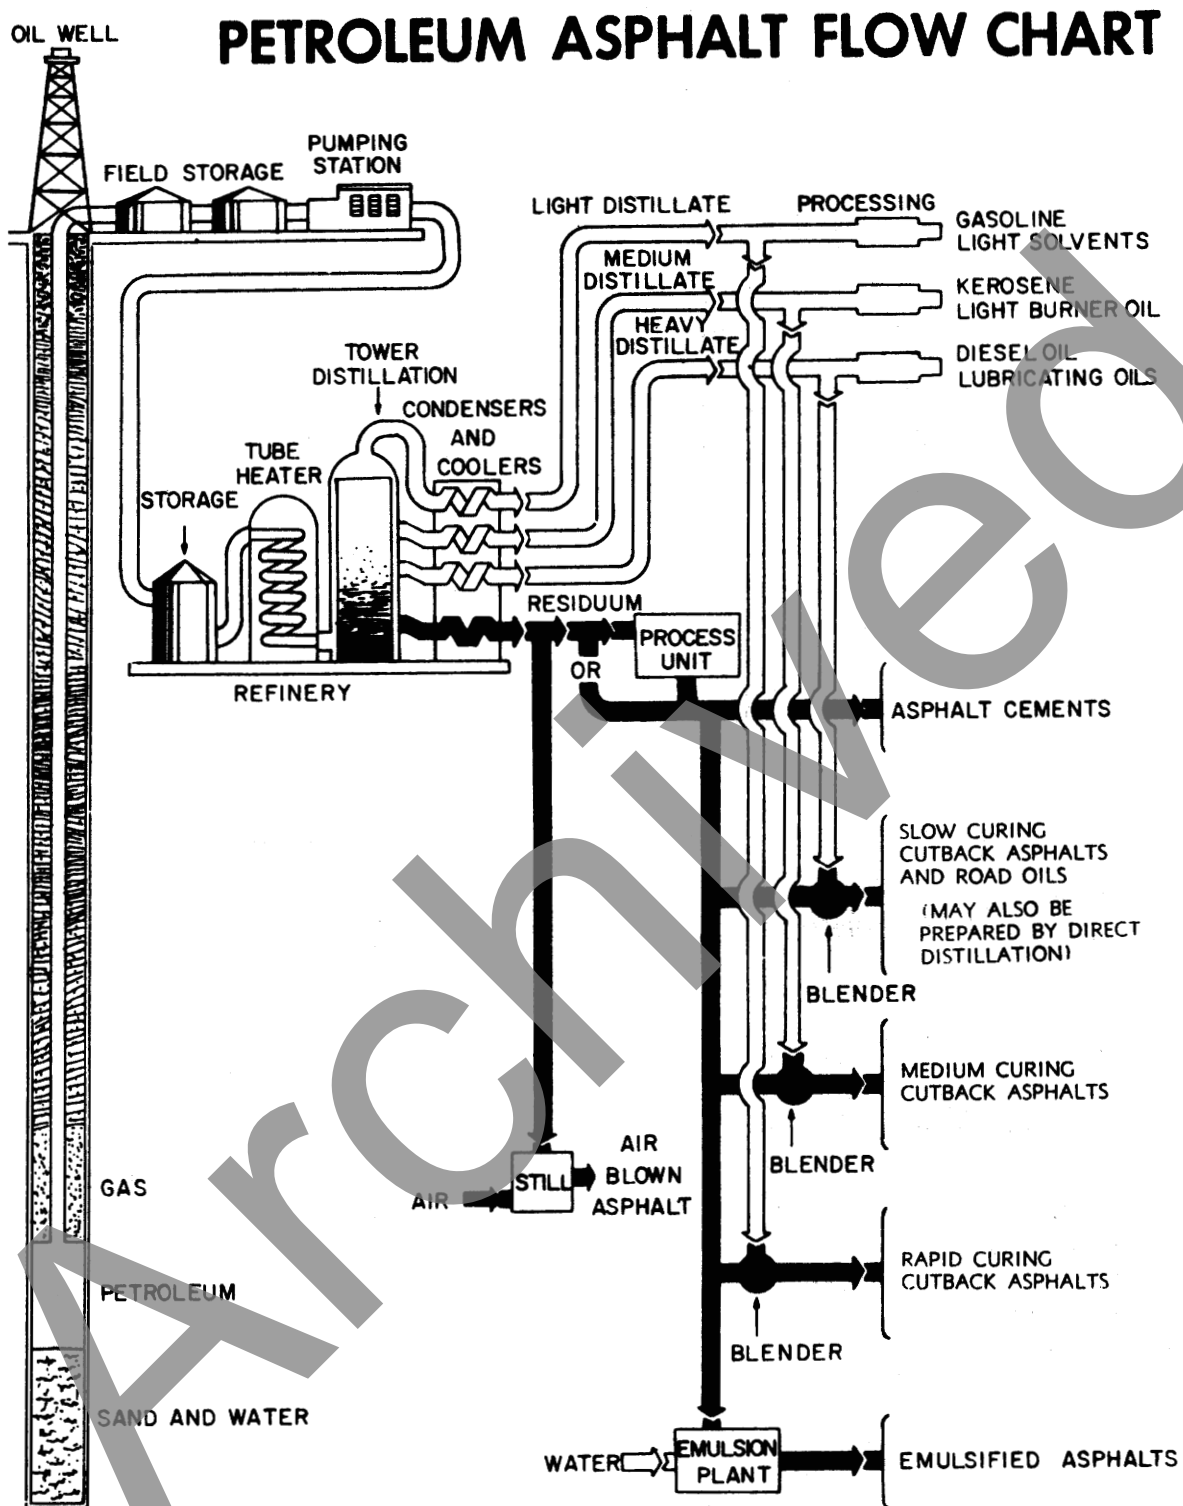 PETROLEUM ASPHALT FLOW CHART
OIL WELL
FIELD STORAGE
PUMPING
STATION
LIGHT DISTILLATE
PROCESSING
GASOLINE
LIGHT SOLVENTS
MEDIUM
DISTILLATE
KEROSENE
LIGHT BURNER OIL
HEAVY
DISTILLATE
DIESEL OIL
LUBRICATING OILS
TOWER
DISTILLATION
CONDENSERS
AND
COOLERS
TUBE
HEATER
STORAGE
REFINERY
RESIDUUM
PROCESS
UNIT
OR
ASPHALT CEMENTS
SLOW CURING
CUTBACK ASPHALTS
AND ROAD OILS
(MAY ALSO BE
PREPARED BY DIRECT
DISTILLATION)
BLENDER
MEDIUM CURING
CUTBACK ASPHALTS
BLENDER
AIR
STILL
AIR
BLOWN
ASPHALT
RAPID CURING
CUTBACK ASPHALTS
BLENDER
GAS
PETROLEUM
SAND AND WATER
WATER
EMULSION
PLANT
EMULSIFIED ASPHALTS
Archived